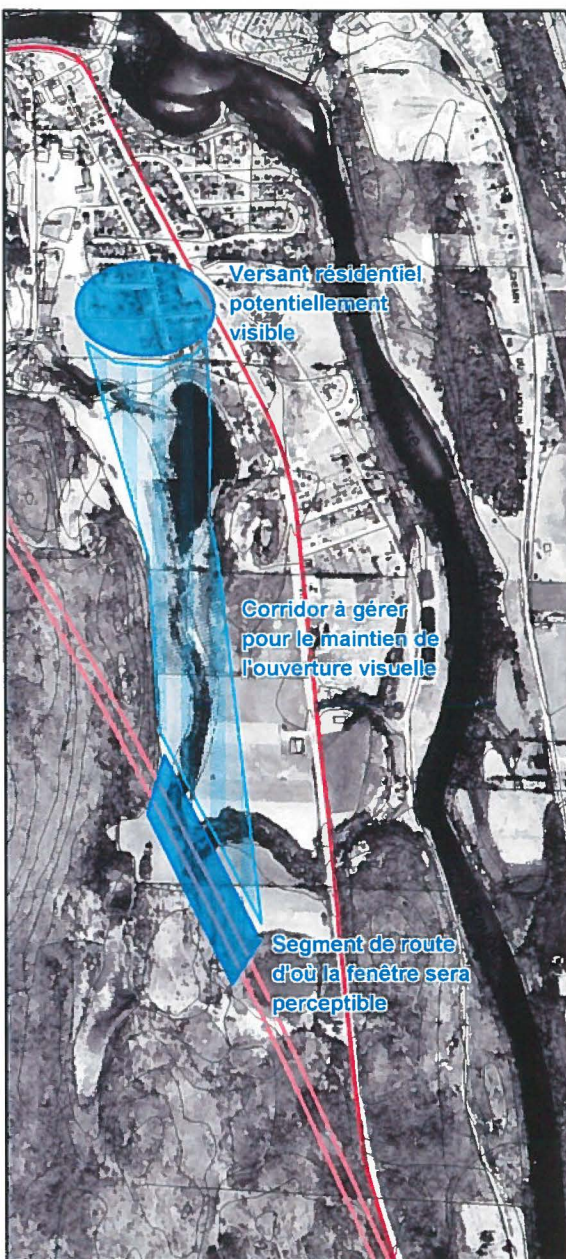 Versant résidentiel
potentiellement
visible
Corridor à gérer
pour le maintien de
l'ouverture visuelle
Segment de route
d'où la fenêtre sera
perceptible